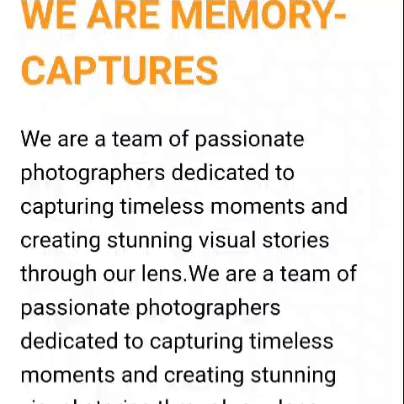 WE ARE MEMORY-
CAPTURES
We are a team of passionate
photographers dedicated to
capturing timeless moments and
creating stunning visual stories
through our lens.We are a team of
passionate photographers
dedicated to capturing timeless
moments and creating stunning